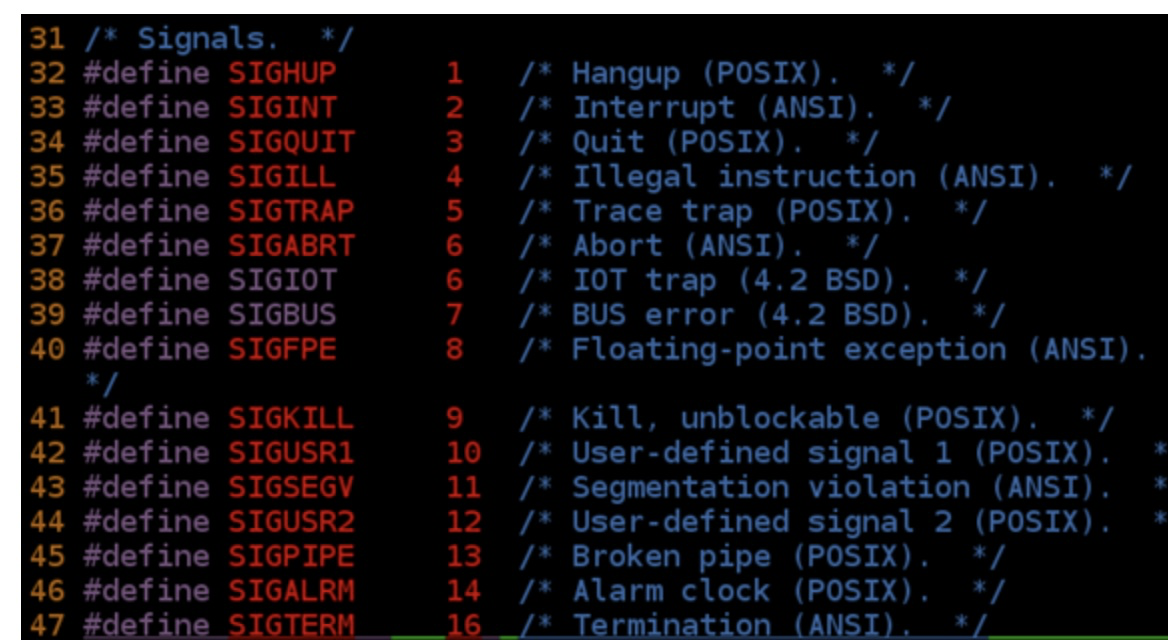 31 /* Signals.  */
32 #define SIGHUP      1   /* Hangup (POSIX).  */
33 #define SIGINT      2   /* Interrupt (ANSI).  */
34 #define SIGQUIT     3   /* Quit (POSIX).  */
35 #define SIGILL      4   /* Illegal instruction (ANSI).  */
36 #define SIGTRAP     5   /* Trace trap (POSIX).  */
37 #define SIGABRT     6   /* Abort (ANSI).  */
38 #define SIGIOT      6   /* IOT trap (4.2 BSD).  */
39 #define SIGBUS      7   /* BUS error (4.2 BSD).  */
40 #define SIGFPE      8   /* Floating-point exception (ANSI).
*/
41 #define SIGKILL     9   /* Kill, unblockable (POSIX).  */
42 #define SIGUSR1     10  /* User-defined signal 1 (POSIX).  *
43 #define SIGSEGV     11  /* Segmentation violation (ANSI).  *
44 #define SIGUSR2     12  /* User-defined signal 2 (POSIX).  *
45 #define SIGPIPE     13  /* Broken pipe (POSIX).  */
46 #define SIGALRM     14  /* Alarm clock (POSIX).  */
47 #define SIGTERM     16  /* Termination (ANSI).  */